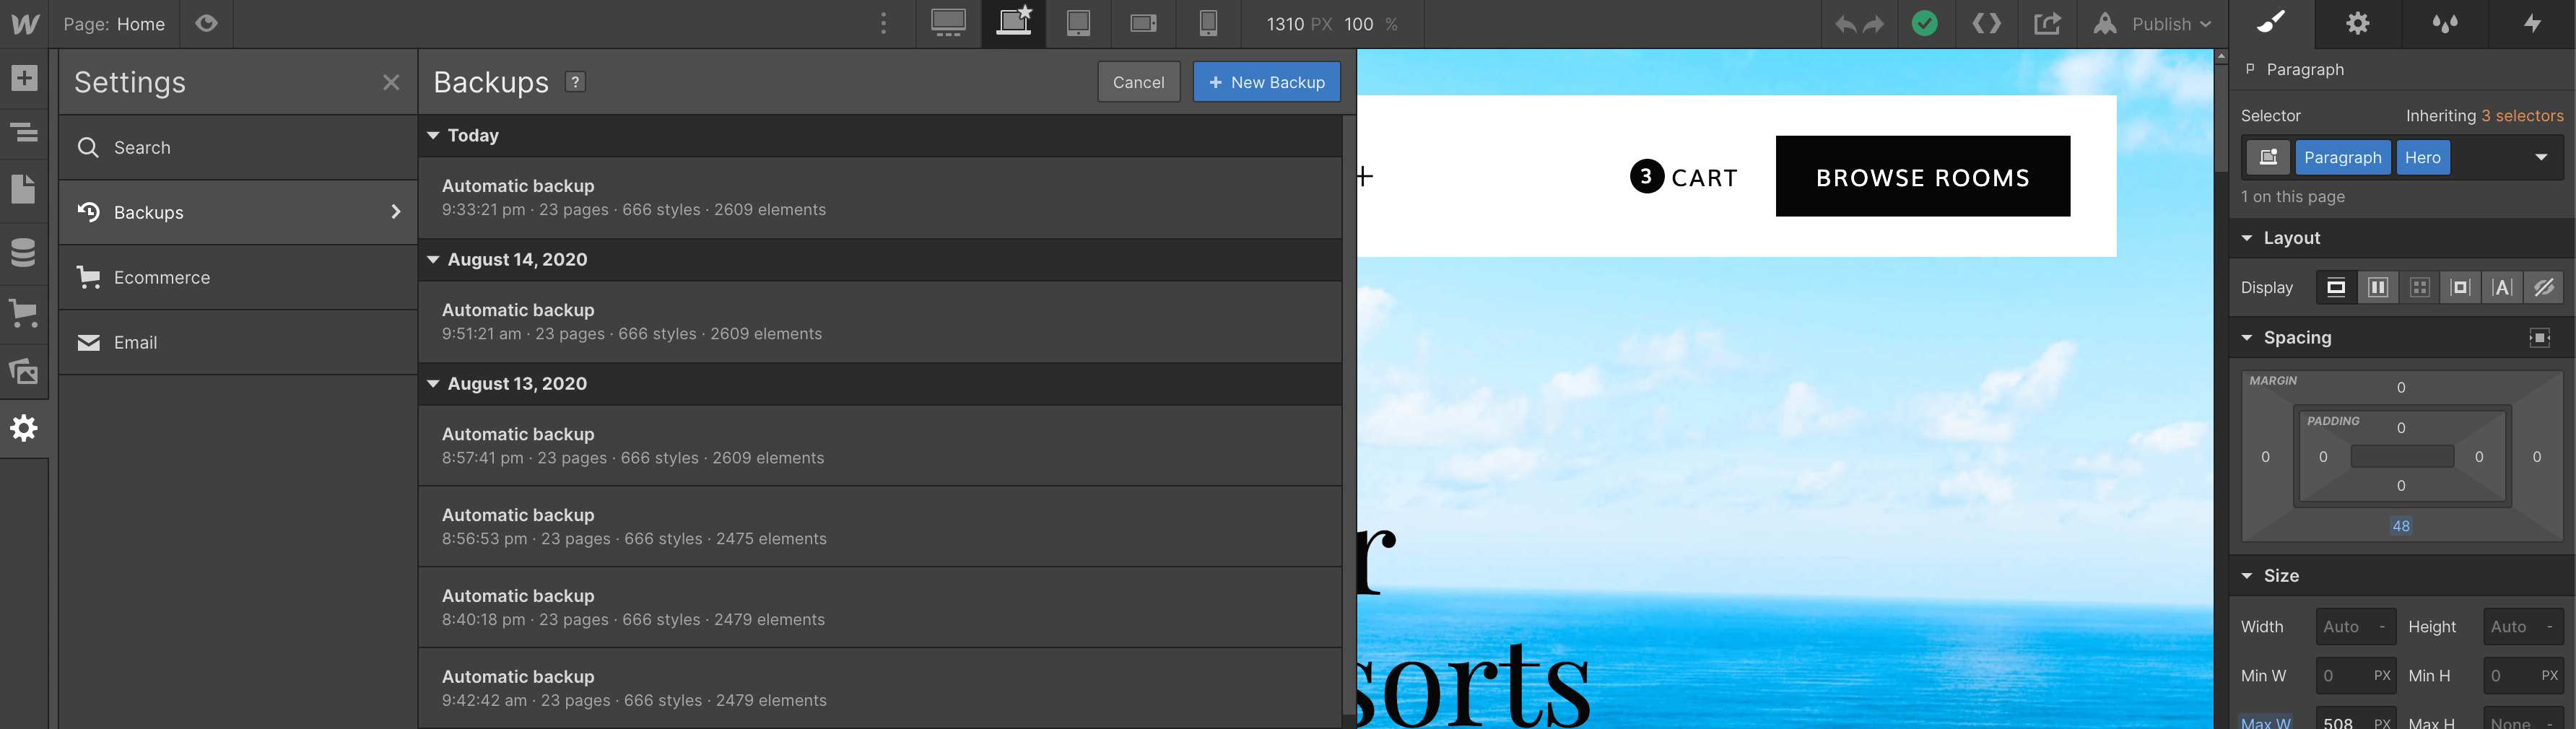 Page: Home
1310 PX 100 %
Publish
Settings
Search
Backups
Ecommerce
Email
Backups ?
Cancel
+ New Backup
Today
Automatic backup
9:33:21 pm · 23 pages · 666 styles · 2609 elements
August 14, 2020
Automatic backup
9:51:21 am · 23 pages · 666 styles · 2609 elements
August 13, 2020
Automatic backup
8:57:41 pm · 23 pages · 666 styles · 2609 elements
Automatic backup
8:56:53 pm · 23 pages · 666 styles · 2475 elements
Automatic backup
8:40:18 pm · 23 pages · 666 styles · 2479 elements
Automatic backup
9:42:42 am · 23 pages · 666 styles · 2479 elements
+
3 CART
BROWSE ROOMS
r
sorts
Paragraph
Selector
Inheriting 3 selectors
Paragraph
Hero
1 on this page
Layout
Display
Spacing
MARGIN
0
PADDING
0
0
0
0
0
0
48
Size
Width Auto - Height Auto -
Min W 0 PX Min H 0 PX
Max W 508 PX Max H None -